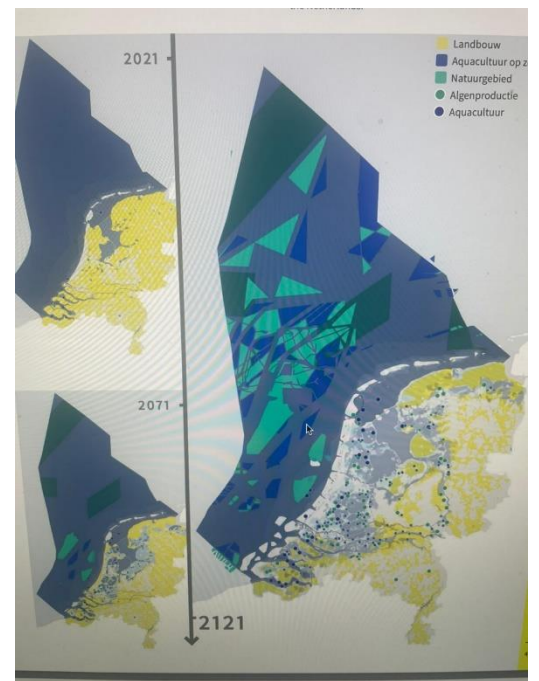 2021
Landbouw
Aquacultuur op
Natuurgebied
Algenproductie
Aquacultuur
2071
2121